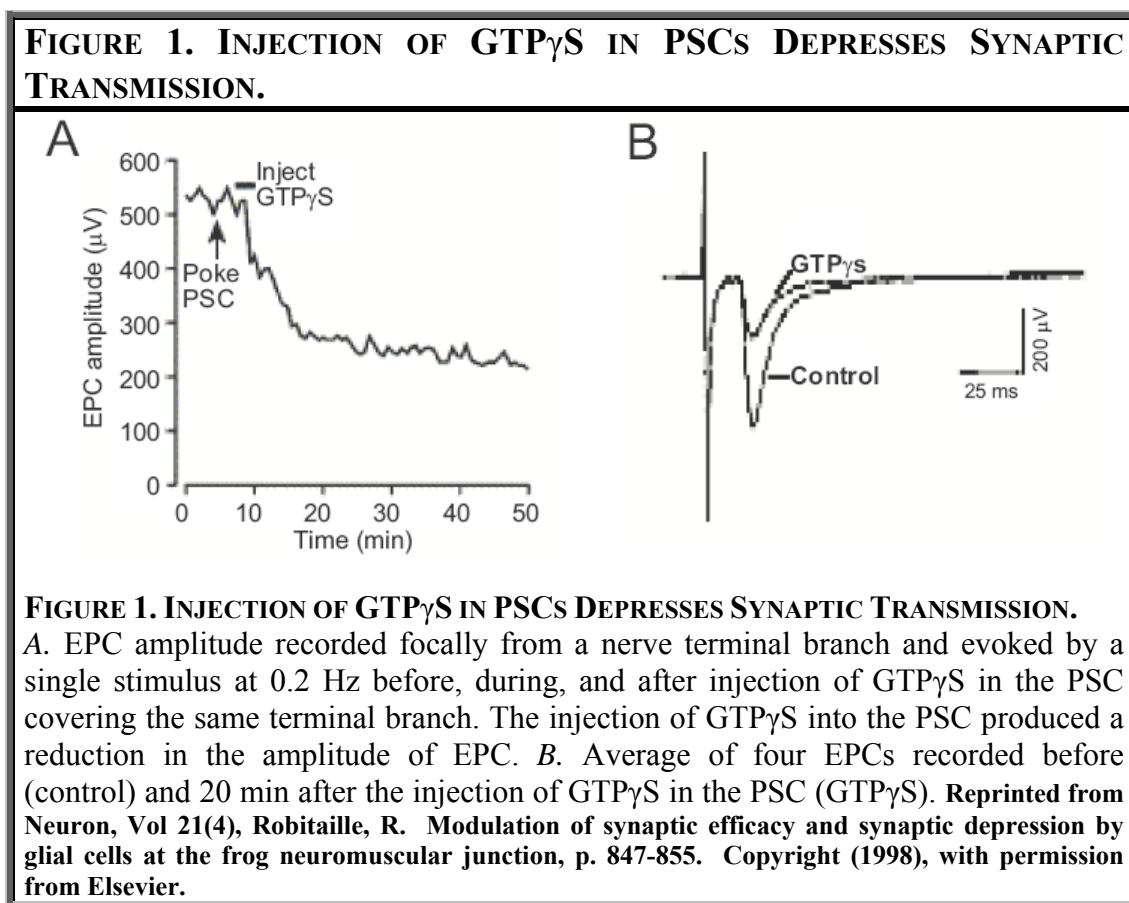 FIGURE 1. INJECTION OF GTPγS IN PSCS DEPRESSES SYNAPTIC
TRANSMISSION.
A
B
600
500
400
300
200
100
0
EPC amplitude (μV)
Inject
GTPγS
Poke
PSC
0
10
20
30
40
50
Time (min)
GTPγs
Control
200 μV
25 ms
FIGURE 1. INJECTION OF GTPγS IN PSCS DEPRESSES SYNAPTIC TRANSMISSION.
A. EPC amplitude recorded focally from a nerve terminal branch and evoked by a
single stimulus at 0.2 Hz before, during, and after injection of GTPγS in the PSC
covering the same terminal branch. The injection of GTPγS into the PSC produced a
reduction in the amplitude of EPC. B. Average of four EPCs recorded before
(control) and 20 min after the injection of GTPγS in the PSC (GTPγS). Reprinted from
Neuron, Vol 21(4), Robitaille, R. Modulation of synaptic efficacy and synaptic depression by
glial cells at the frog neuromuscular junction, p. 847-855. Copyright (1998), with permission
from Elsevier.